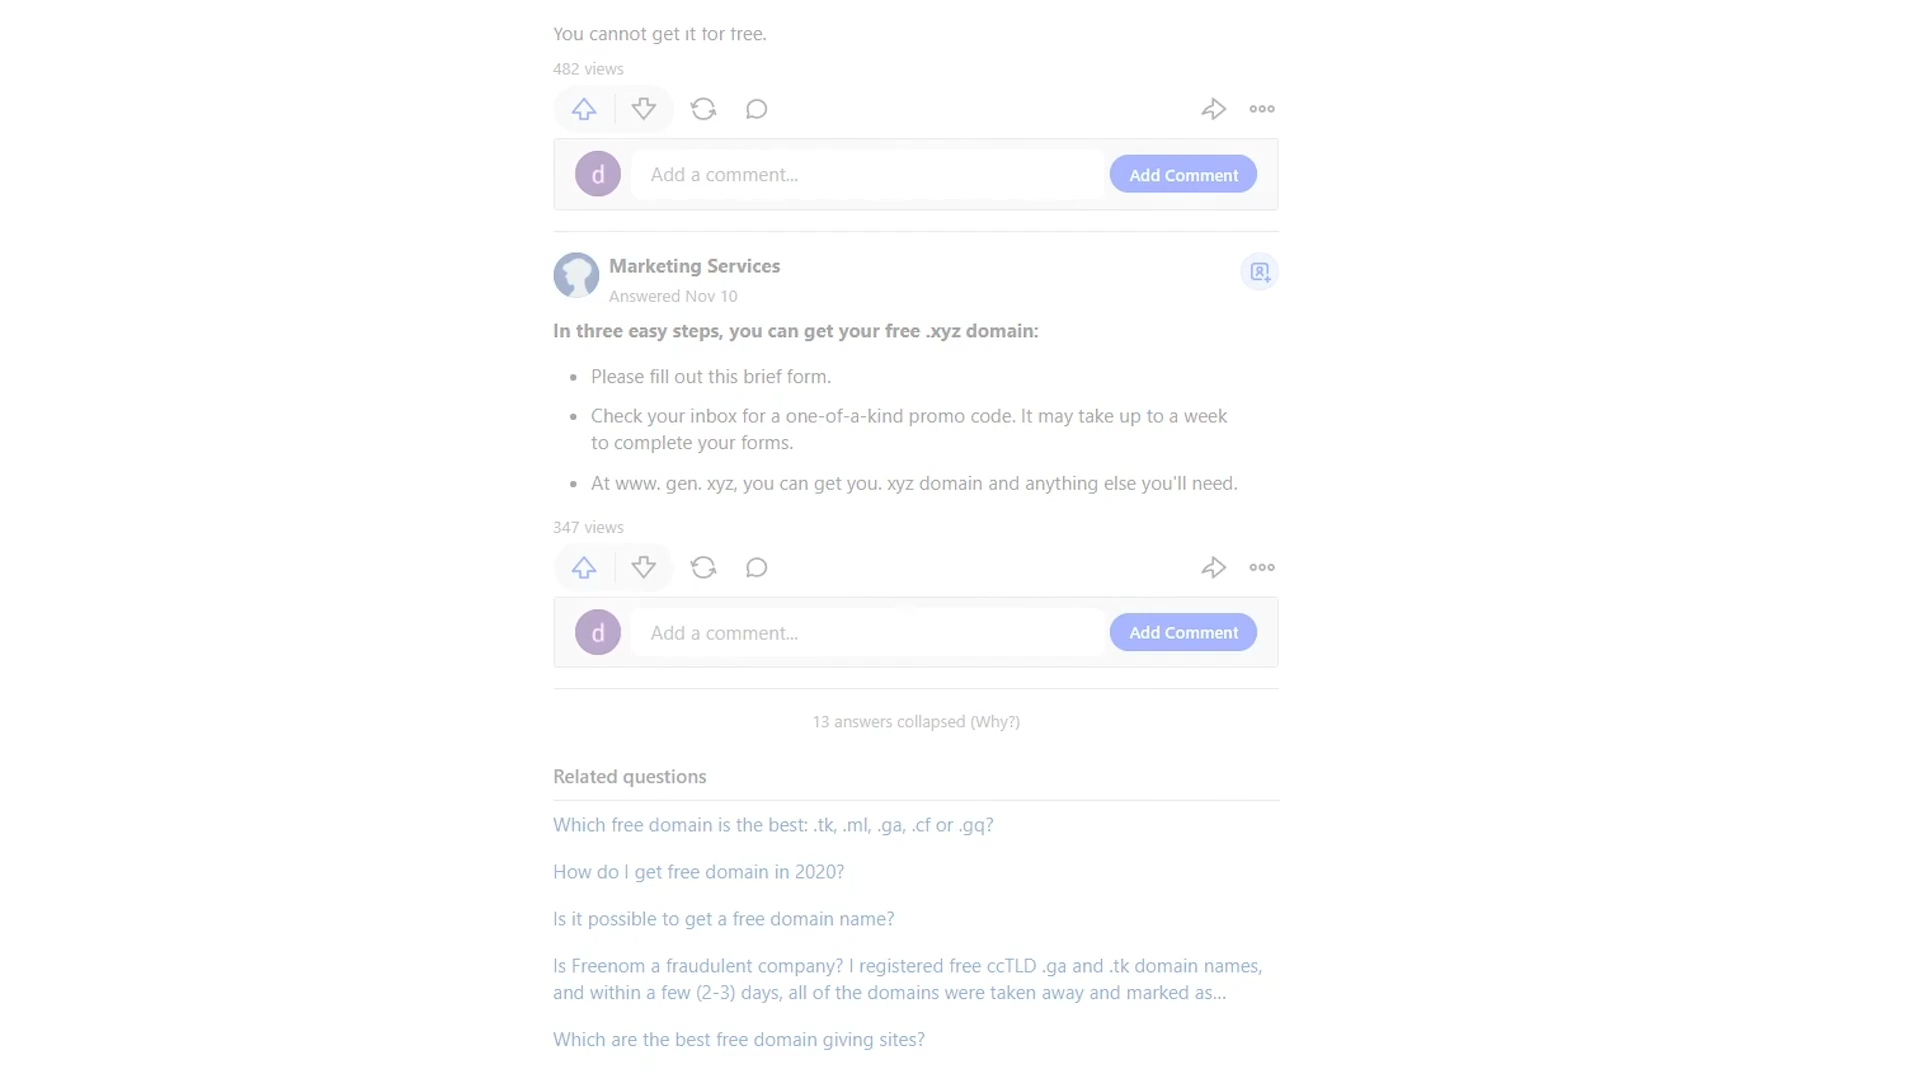 You cannot get it for free.
482 views
d
Add a comment...
Add Comment
Marketing Services
Answered Nov 10
In three easy steps, you can get your free .xyz domain:
• Please fill out this brief form.
• Check your inbox for a one-of-a-kind promo code. It may take up to a week
to complete your forms.
• At www. gen. xyz, you can get you. xyz domain and anything else you'll need.
347 views
d
Add a comment...
Add Comment
13 answers collapsed (Why?)
Related questions
Which free domain is the best: .tk, .ml, .ga, .cf or .gq?
How do I get free domain in 2020?
Is it possible to get a free domain name?
Is Freenom a fraudulent company? I registered free ccTLD .ga and .tk domain names,
and within a few (2-3) days, all of the domains were taken away and marked as...
Which are the best free domain giving sites?